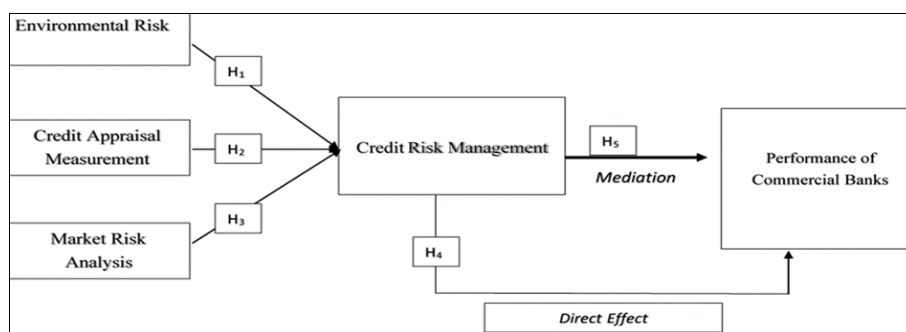 Environmental Risk
H₁
Credit Appraisal
Measurement
H₂
Credit Risk Management
H₅
Mediation
Performance of
Commercial Banks
H₃
Market Risk
Analysis
H₄
Direct Effect